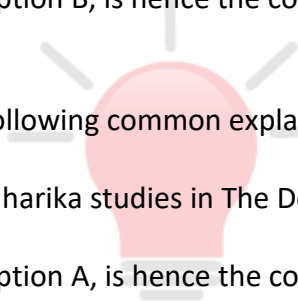 ption B, is hence the co
ollowing common expla
harika studies in The D
ption A, is hence the co